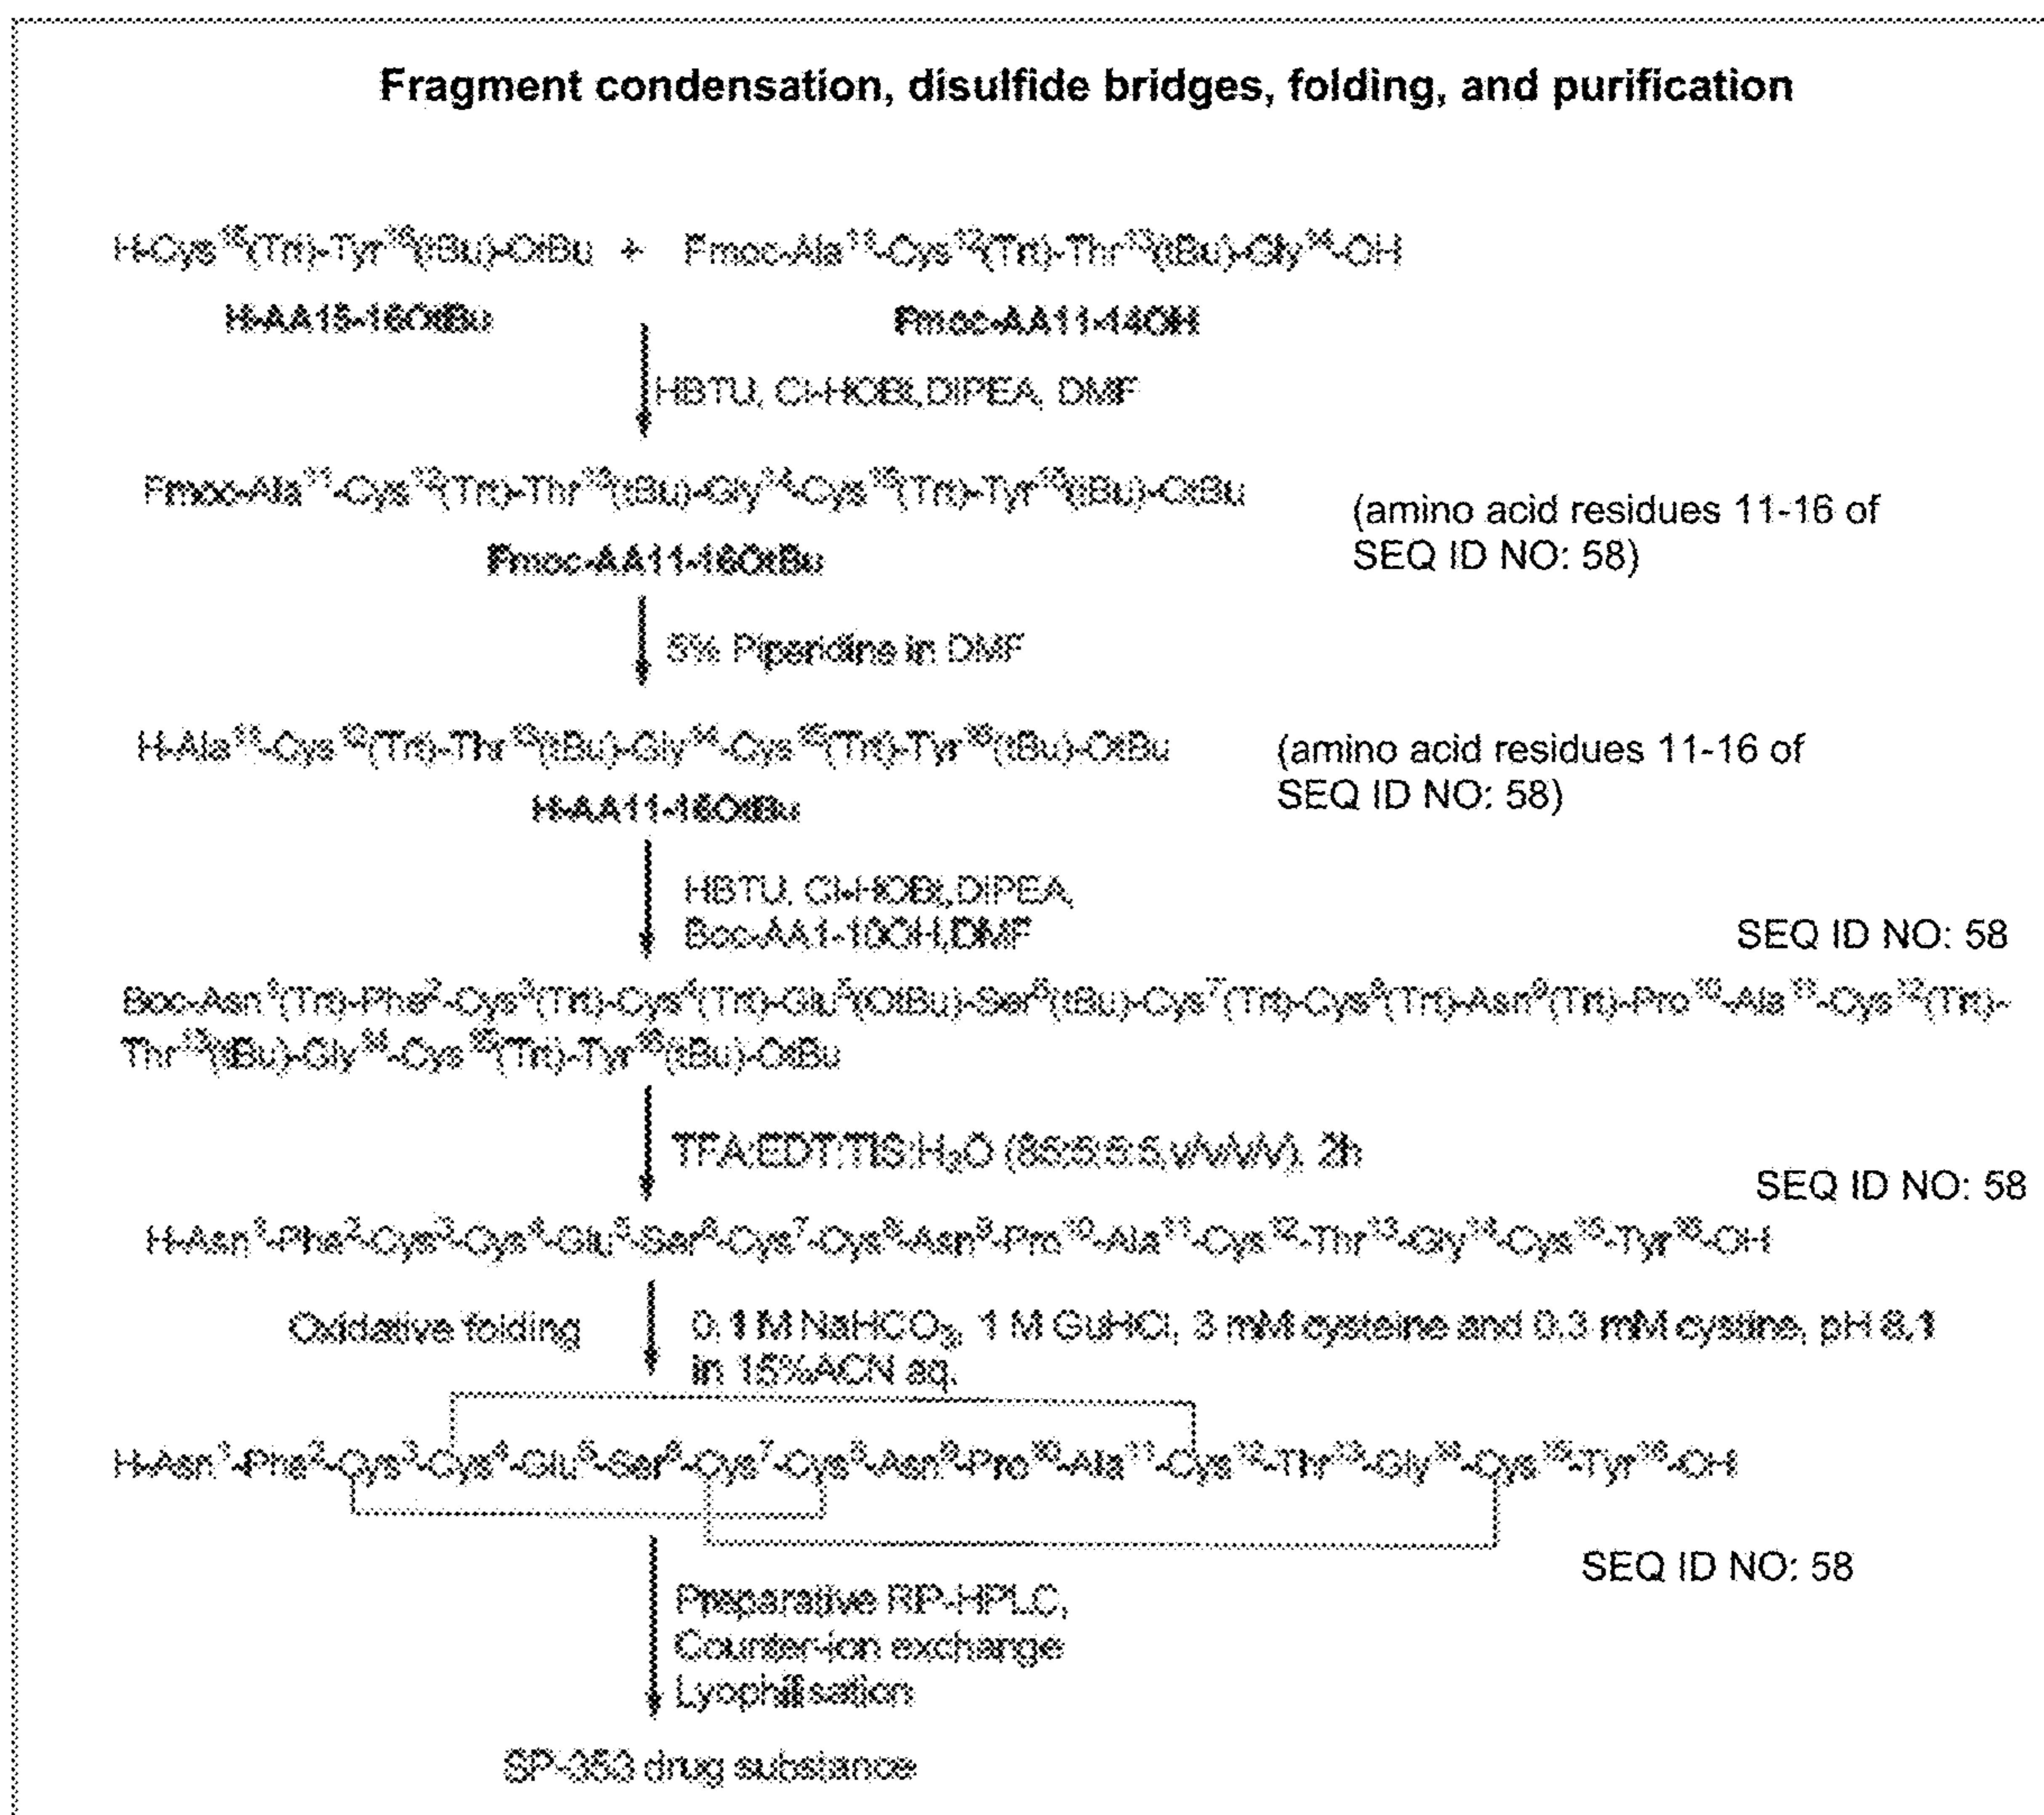 Fragment condensation, disulfide bridges, folding, and purification
H-Cys¹⁵(Trt)-Tyr¹⁶(tBu)-OtBu + Fmoc-Ala¹¹-Cys¹²(Trt)-Thr¹³(tBu)-Gly¹⁴-OH
H-AA15-16OtBu Fmoc-AA11-14OH
HBTU, Cl-HOBt,DIPEA, DMF
Fmoc-Ala¹¹-Cys¹²(Trt)-Thr¹³(tBu)-Gly¹⁴-Cys¹⁵(Trt)-Tyr¹⁶(tBu)-OtBu
(amino acid residues 11-16 of
SEQ ID NO: 58)
Fmoc-AA11-16OtBu
5% Piperidine in DMF
H-Ala¹¹-Cys¹²(Trt)-Thr¹³(tBu)-Gly¹⁴-Cys¹⁵(Trt)-Tyr¹⁶(tBu)-OtBu
(amino acid residues 11-16 of
SEQ ID NO: 58)
H-AA11-16OtBu
HBTU, Cl-HOBt,DIPEA,
Boc-AA1-10OH,DMF
SEQ ID NO: 58
Boc-Asn¹(Trt)-Phe²-Cys³(Trt)-Cys⁴(Trt)-Glu⁵(OtBu)-Ser⁶(tBu)-Cys⁷(Trt)-Cys⁸(Trt)-Asn⁹(Trt)-Pro¹⁰-Ala¹¹-Cys¹²(Trt)-
Thr¹³(tBu)-Gly¹⁴-Cys¹⁵(Trt)-Tyr¹⁶(tBu)-OtBu
TFA:EDT:TIS:H₂O (85:5:5:5,v/v/v/v), 2h
SEQ ID NO: 58
H-Asn¹-Phe²-Cys³-Cys⁴-Glu⁵-Ser⁶-Cys⁷-Cys⁸-Asn⁹-Pro¹⁰-Ala¹¹-Cys¹²-Thr¹³-Gly¹⁴-Cys¹⁵-Tyr¹⁶-OH
Oxidative folding
0.1 M NaHCO₃, 1 M GuHCl, 3 mM cysteine and 0.3 mM cystine, pH 8.1
in 15%ACN aq.
H-Asn¹-Phe²-Cys³-Cys⁴-Glu⁵-Ser⁶-Cys⁷-Cys⁸-Asn⁹-Pro¹⁰-Ala¹¹-Cys¹²-Thr¹³-Gly¹⁴-Cys¹⁵-Tyr¹⁶-OH
SEQ ID NO: 58
Preparative RP-HPLC,
Counter-ion exchange
Lyophilisation
SP-353 drug substance